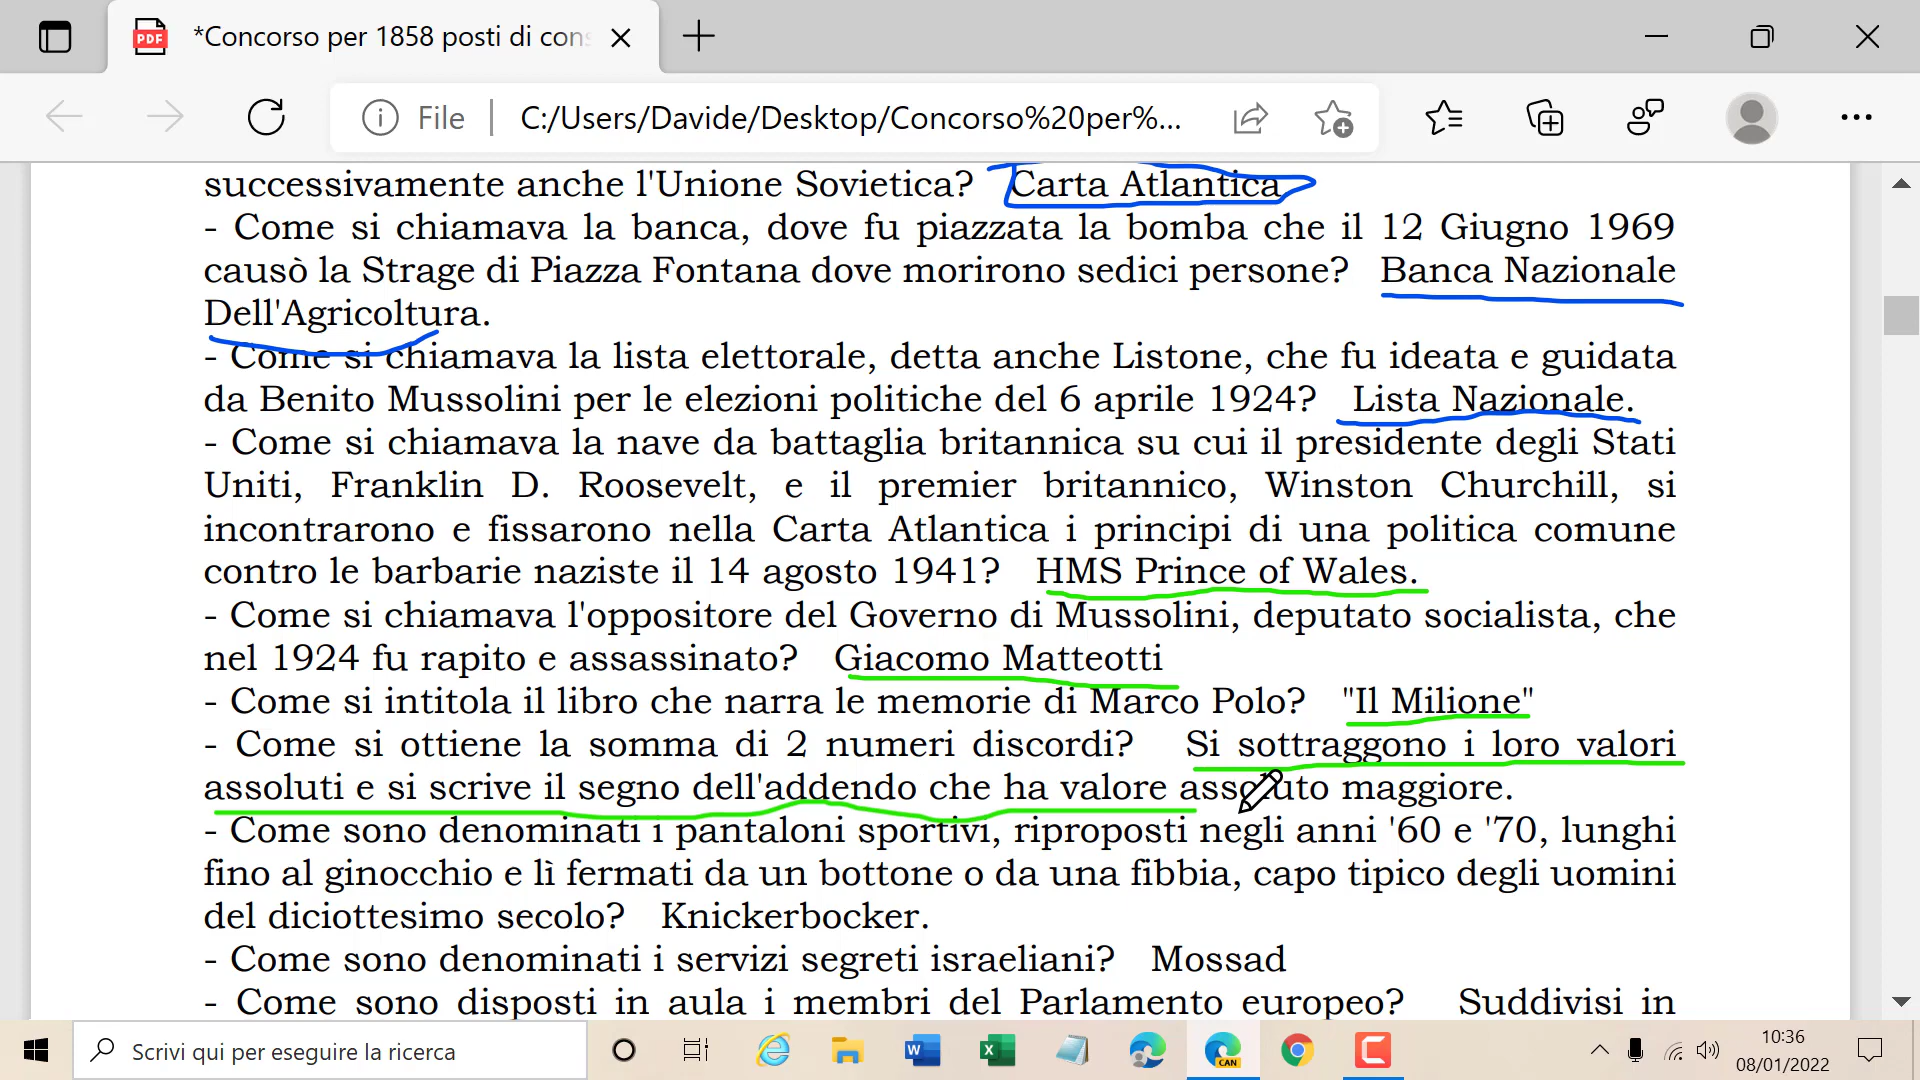 *Concorso per 1858 posti di con
File
C:/Users/Davide/Desktop/Concorso%20per%...
successivamente anche l'Unione Sovietica? Carta Atlantica
- Come si chiamava la banca, dove fu piazzata la bomba che il 12 Giugno 1969
causò la Strage di Piazza Fontana dove morirono sedici persone? Banca Nazionale
Dell'Agricoltura.
- Come si chiamava la lista elettorale, detta anche Listone, che fu ideata e guidata
da Benito Mussolini per le elezioni politiche del 6 aprile 1924? Lista Nazionale.
- Come si chiamava la nave da battaglia britannica su cui il presidente degli Stati
Uniti, Franklin D. Roosevelt, e il premier britannico, Winston Churchill, si
incontrarono e fissarono nella Carta Atlantica i principi di una politica comune
contro le barbarie naziste il 14 agosto 1941? HMS Prince of Wales.
- Come si chiamava l'oppositore del Governo di Mussolini, deputato socialista, che
nel 1924 fu rapito e assassinato? Giacomo Matteotti
- Come si intitola il libro che narra le memorie di Marco Polo? "Il Milione"
- Come si ottiene la somma di 2 numeri discordi? Si sottraggono i loro valori
assoluti e si scrive il segno dell'addendo che ha valore assoluto maggiore.
- Come sono denominati i pantaloni sportivi, riproposti negli anni '60 e '70, lunghi
fino al ginocchio e lì fermati da un bottone o da una fibbia, capo tipico degli uomini
del diciottesimo secolo? Knickerbocker.
- Come sono denominati i servizi segreti israeliani? Mossad
- Come sono disposti in aula i membri del Parlamento europeo? Suddivisi in
Scrivi qui per eseguire la ricerca
CAN
10:36
08/01/2022